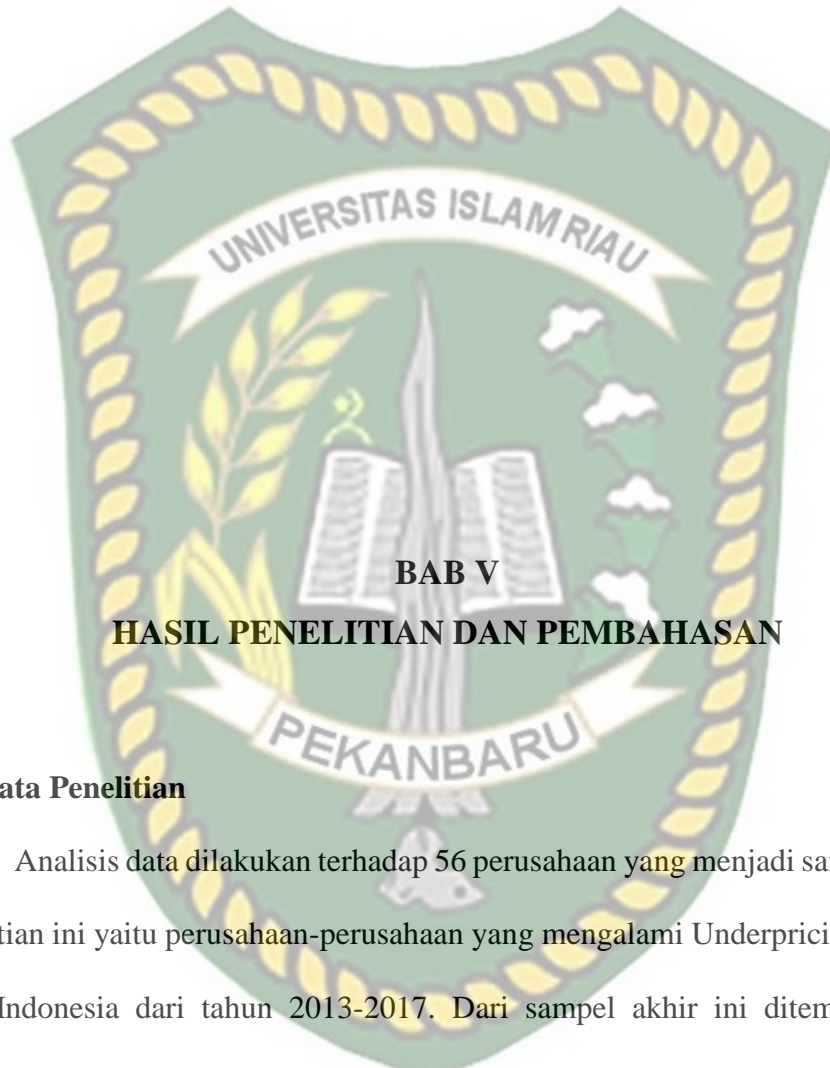 UNIVERSITAS ISLAM RIAU
BAB V
HASIL PENELITIAN DAN PEMBAHASAN
PEKANBARU
ata Penelitian
Analisis data dilakukan terhadap 56 perusahaan yang menjadi sa
tian ini yaitu perusahaan-perusahaan yang mengalami Underprici
Indonesia dari tahun 2013-2017. Dari sampel akhir ini ditem